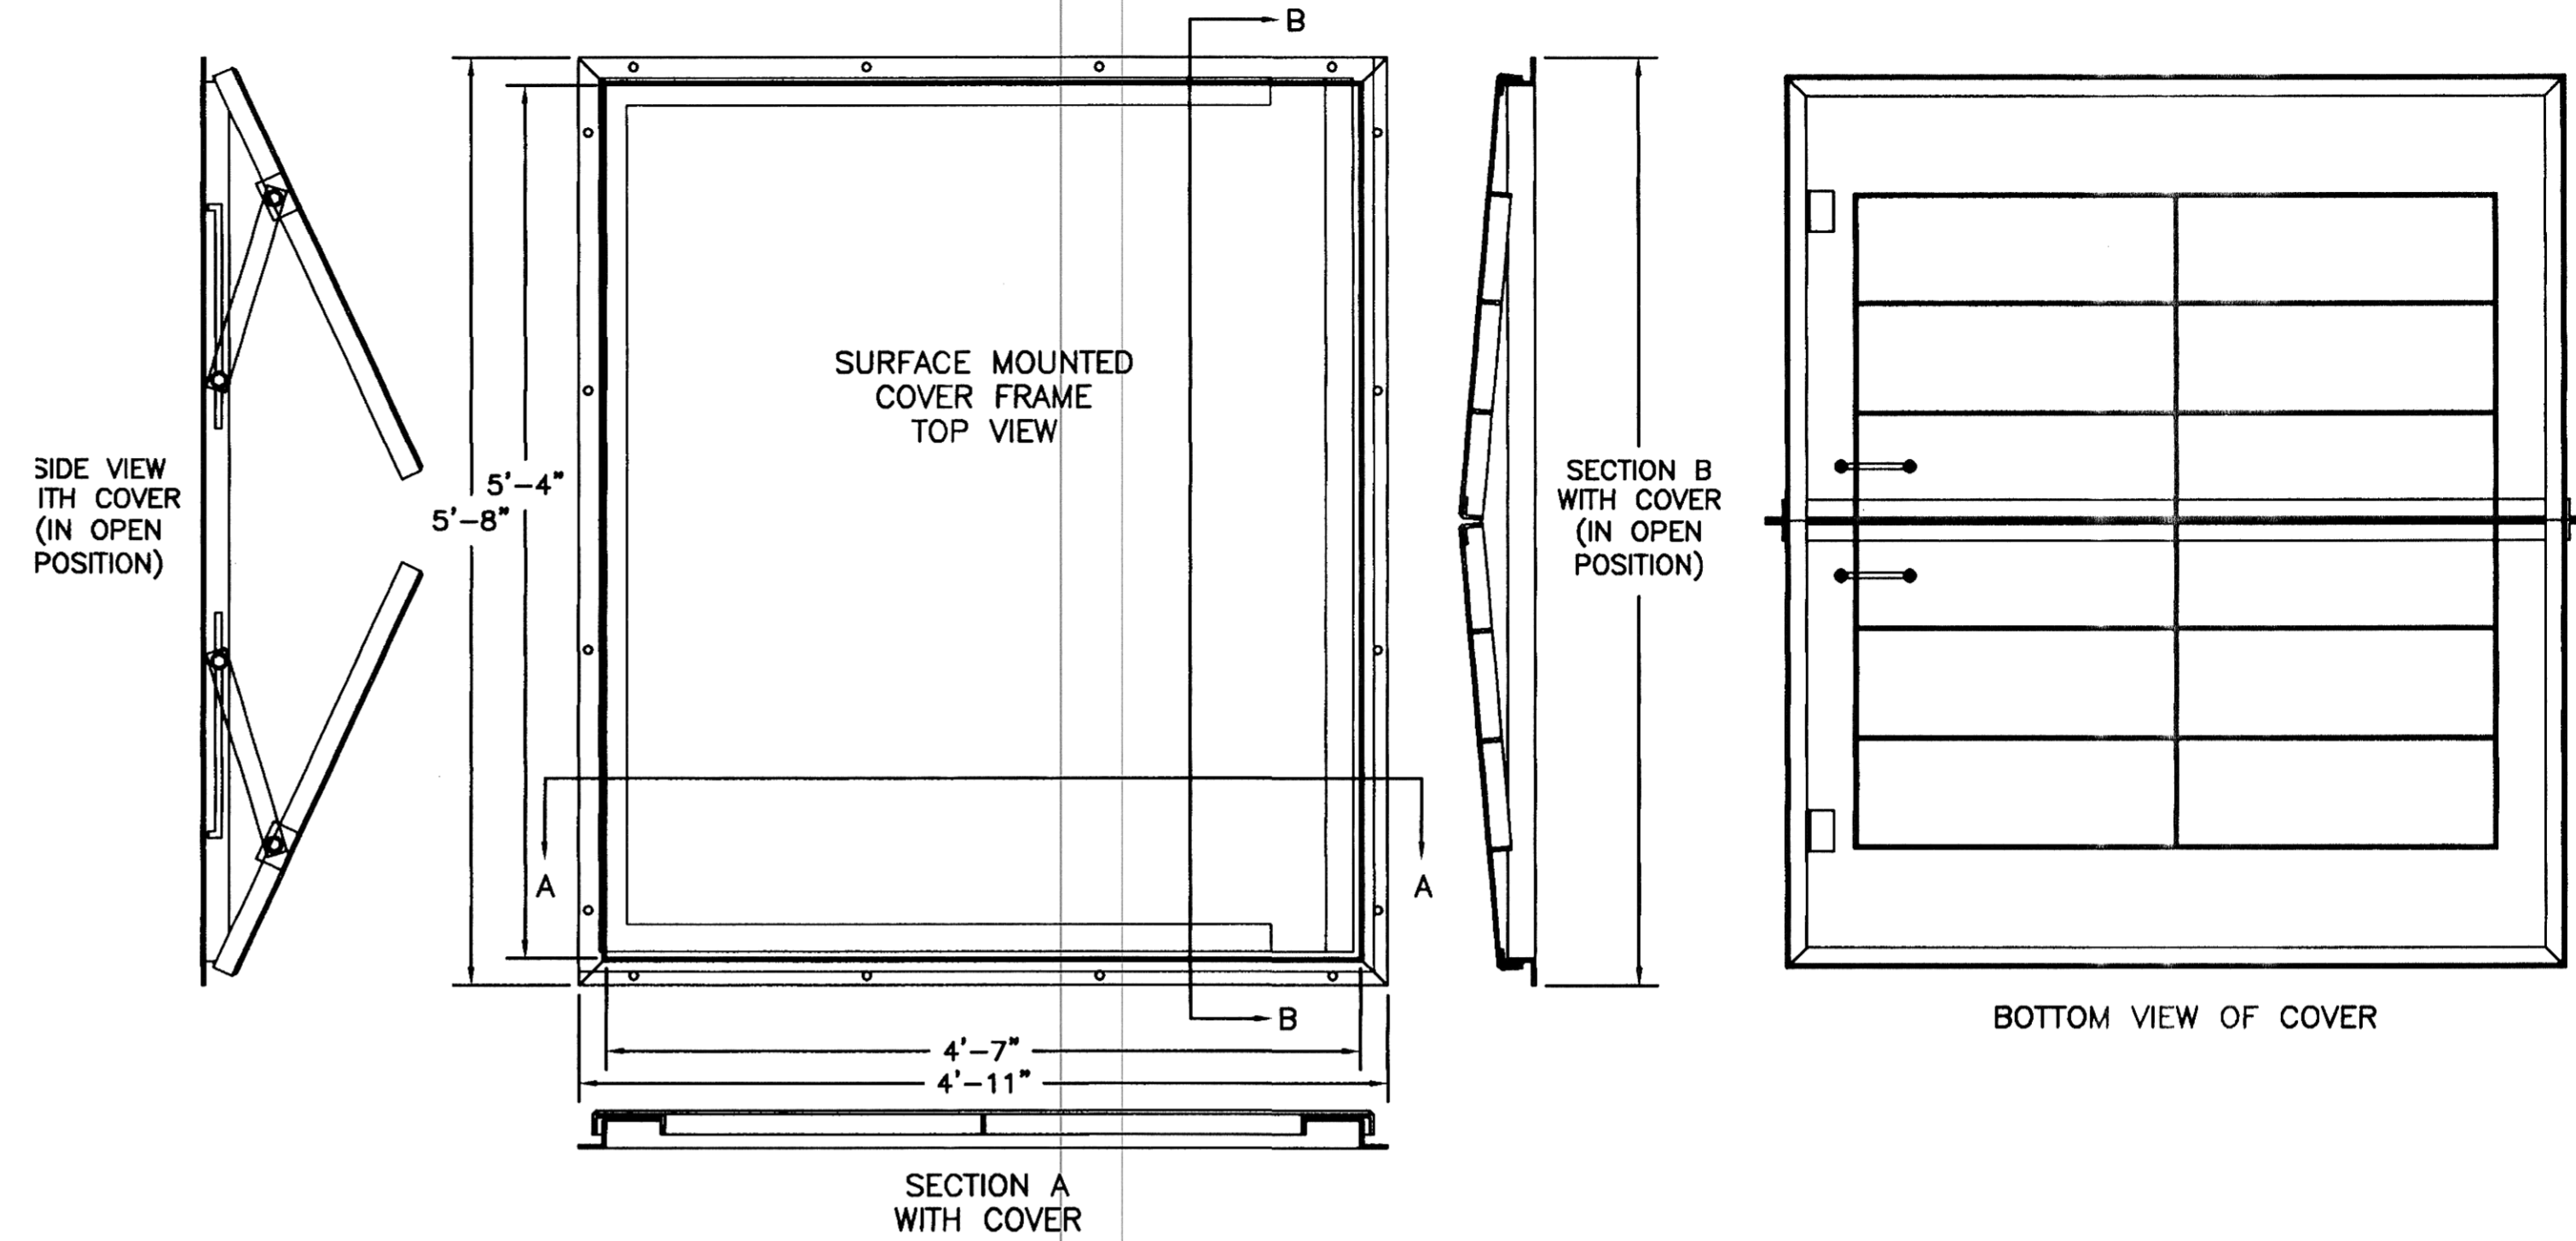 B
SURFACE MOUNTED
COVER FRAME
TOP VIEW
SIDE VIEW
ITH COVER
(IN OPEN
POSITION)
5'-4"
5'-8"
SECTION B
WITH COVER
(IN OPEN
POSITION)
A
A
B
BOTTOM VIEW OF COVER
4'-7"
4'-11"
SECTION A
WITH COVER